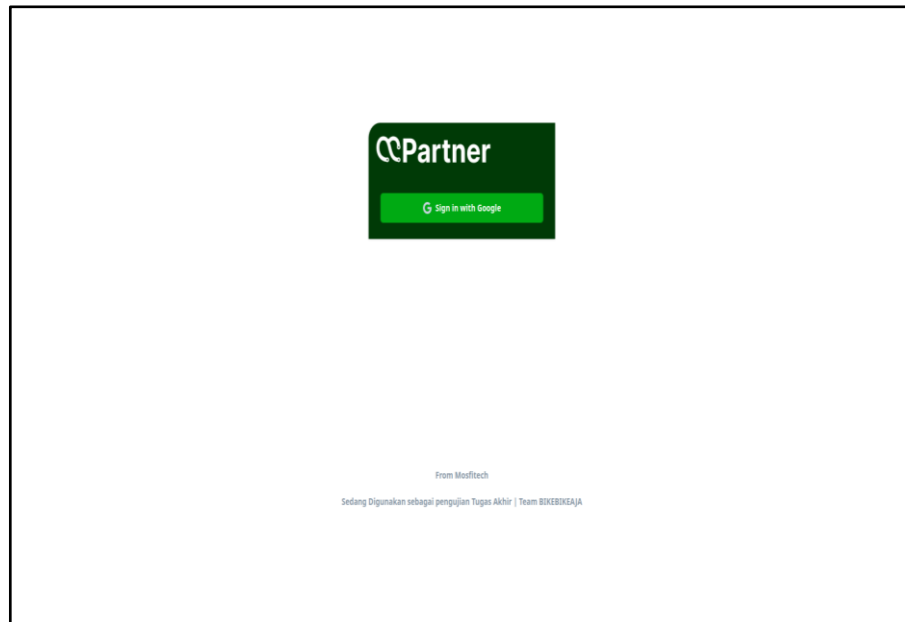 Partner
Sign in with Google
From Mosfitech
Sedang Digunakan sebagai pengujian Tugas Akhir | Team BIKEBIKEAJA